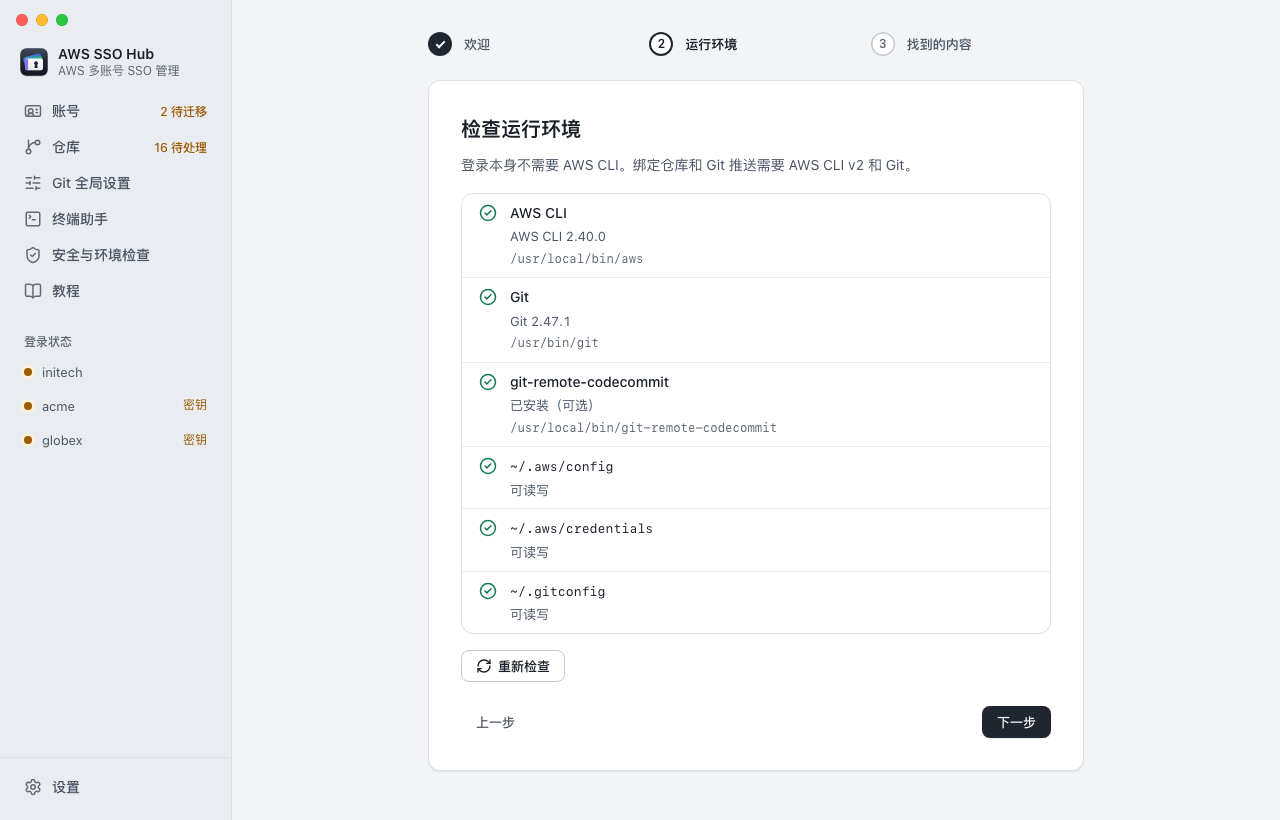 AWS SSO Hub
AWS 多账号 SSO 管理
账号 2 待迁移
仓库 16 待处理
Git 全局设置
终端助手
安全与环境检查
教程
登录状态
initech
acme 密钥
globex 密钥
设置
欢迎
2 运行环境
3 找到的内容
检查运行环境
登录本身不需要 AWS CLI。绑定仓库和 Git 推送需要 AWS CLI v2 和 Git。
AWS CLI
AWS CLI 2.40.0
/usr/local/bin/aws
Git
Git 2.47.1
/usr/bin/git
git-remote-codecommit
已安装（可选）
/usr/local/bin/git-remote-codecommit
~/.aws/config
可读写
~/.aws/credentials
可读写
~/.gitconfig
可读写
重新检查
上一步
下一步